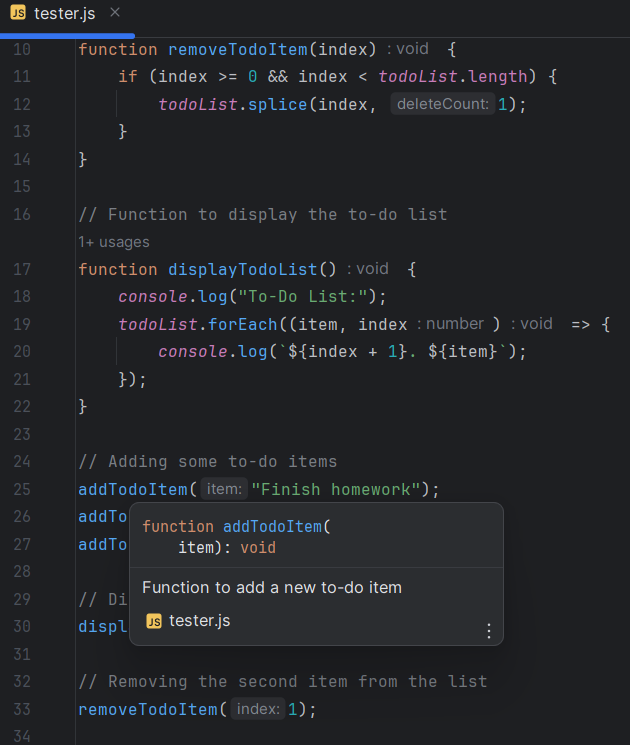 JS tester.js ×
10 function removeTodoItem(index) : void {
11 if (index >= 0 && index < todoList.length) {
12 todoList.splice(index, deleteCount: 1);
13 }
14 }
15
16 // Function to display the to-do list
1+ usages
17 function displayTodoList() : void {
18 console.log("To-Do List:");
19 todoList.forEach((item, index : number ) : void => {
20 console.log(`${index + 1}. ${item}`);
21 });
22 }
23
24 // Adding some to-do items
25 addTodoItem( item: "Finish homework");
26 addTo
27 addTo
function addTodoItem(
item): void
Function to add a new to-do item
JS tester.js
28
29 // Di
30 displ
31
32 // Removing the second item from the list
33 removeTodoItem( index: 1);
34